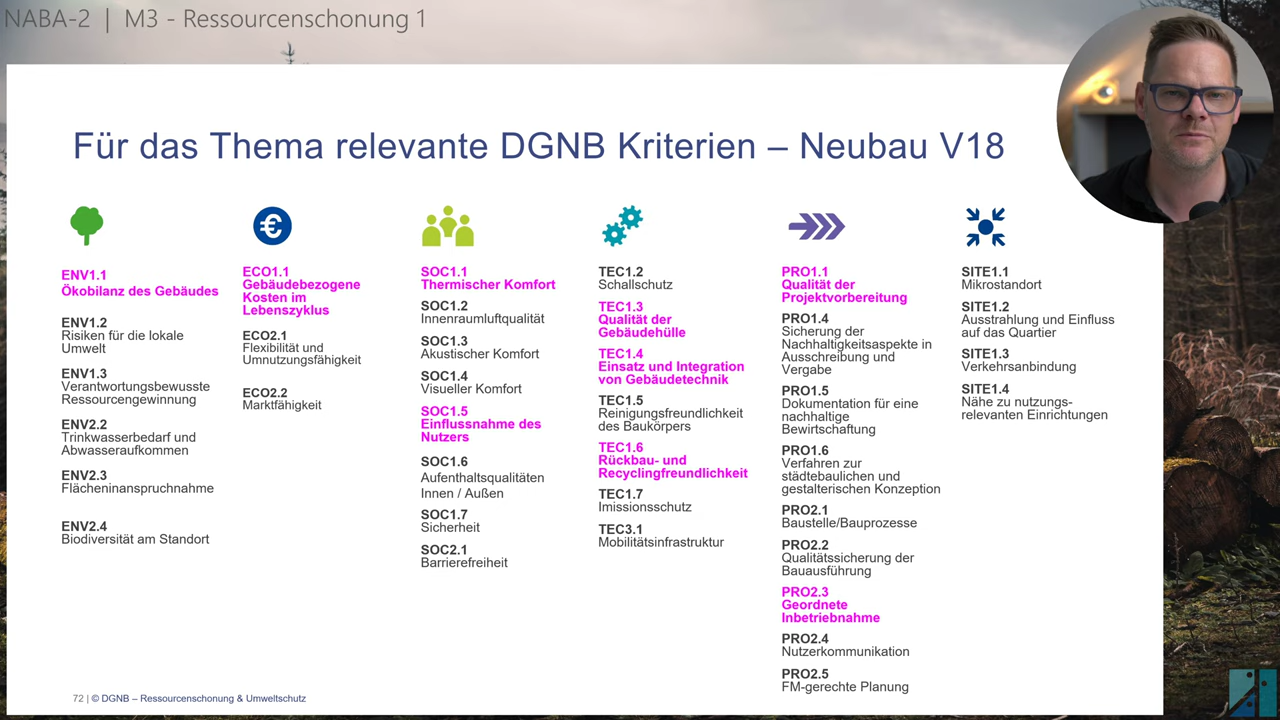 NABA-2 | M3 - Ressourcenschonung 1
Für das Thema relevante DGNB Kriterien – Neubau V18
ENV1.1
Ökobilanz des Gebäudes
ENV1.2
Risiken für die lokale
Umwelt
ENV1.3
Verantwortungsbewusste
Ressourcengewinnung
ENV2.2
Trinkwasserbedarf und
Abwasseraufkommen
ENV2.3
Flächeninanspruchnahme
ENV2.4
Biodiversität am Standort
€
ECO1.1
Gebäudebezogene
Kosten im
Lebenszyklus
ECO2.1
Flexibilität und
Umnutzungsfähigkeit
ECO2.2
Marktfähigkeit
SOC1.1
Thermischer Komfort
SOC1.2
Innenraumluftqualität
SOC1.3
Akustischer Komfort
SOC1.4
Visueller Komfort
SOC1.5
Einflussnahme des
Nutzers
SOC1.6
Aufenthaltsqualitäten
Innen / Außen
SOC1.7
Sicherheit
SOC2.1
Barrierefreiheit
TEC1.2
Schallschutz
TEC1.3
Qualität der
Gebäudehülle
TEC1.4
Einsatz und Integration
von Gebäudetechnik
TEC1.5
Reinigungsfreundlichkeit
des Baukörpers
TEC1.6
Rückbau- und
Recyclingfreundlichkeit
TEC1.7
Imissionsschutz
TEC3.1
Mobilitätsinfrastruktur
PRO1.1
Qualität der
Projektvorbereitung
PRO1.4
Sicherung der
Nachhaltigkeitsaspekte in
Ausschreibung und
Vergabe
PRO1.5
Dokumentation für eine
nachhaltige
Bewirtschaftung
PRO1.6
Verfahren zur
städtebaulichen und
gestalterischen Konzeption
PRO2.1
Baustelle/Bauprozesse
PRO2.2
Qualitätssicherung der
Bauausführung
PRO2.3
Geordnete
Inbetriebnahme
PRO2.4
Nutzerkommunikation
PRO2.5
FM-gerechte Planung
SITE1.1
Mikrostandort
SITE1.2
Ausstrahlung und Einfluss
auf das Quartier
SITE1.3
Verkehrsanbindung
SITE1.4
Nähe zu nutzungs-
relevanten Einrichtungen
72 | © DGNB – Ressourcenschonung & Umweltschutz